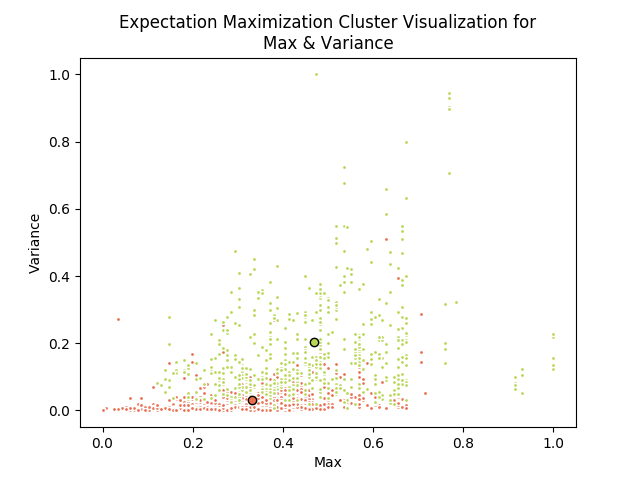 Expectation Maximization Cluster Visualization for
Max & Variance
1.0
0.8
0.6
0.4
0.2
0.0
Variance
0.0 0.2 0.4 0.6 0.8 1.0
Max